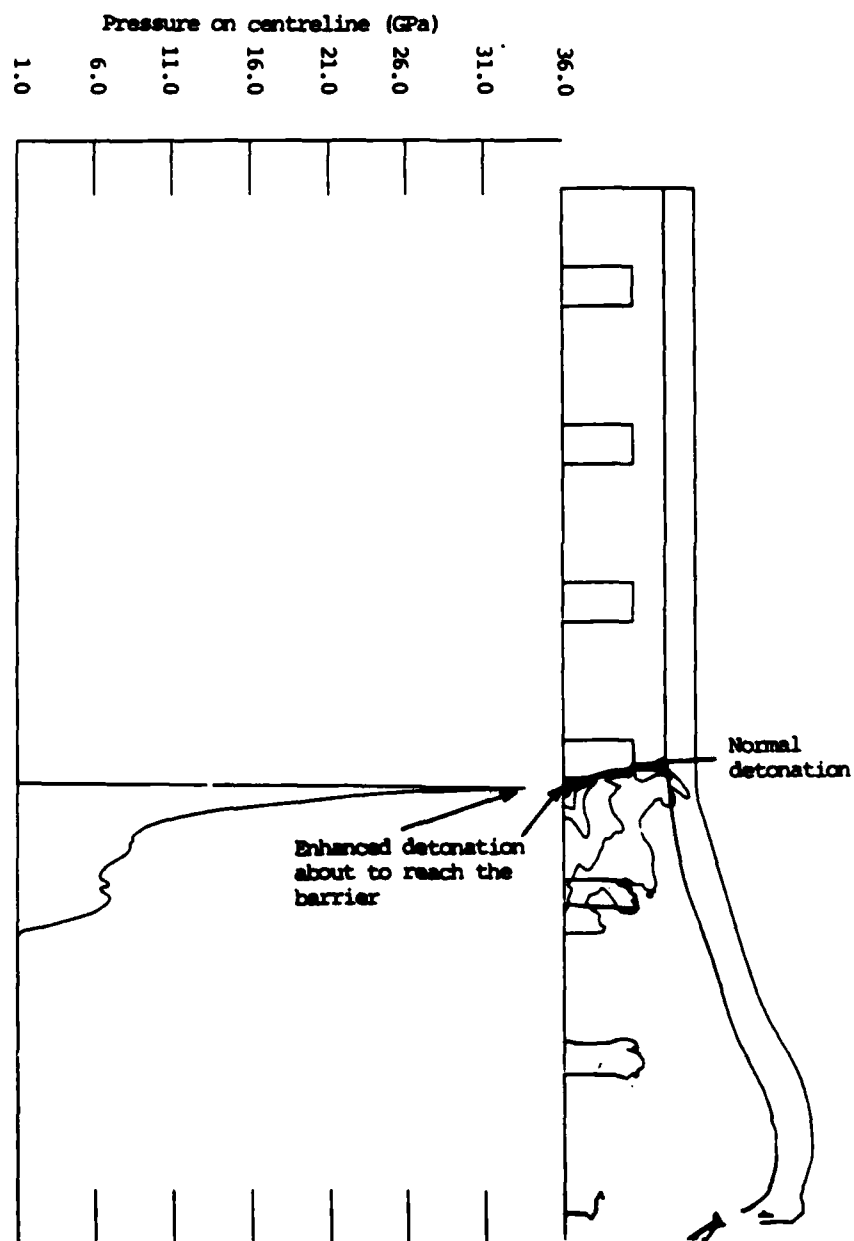 Pressure on centreline (GPa)
1.0
6.0
11.0
16.0
21.0
26.0
31.0
36.0
Normal
detonation
Enhanced detonation
about to reach the
barrier